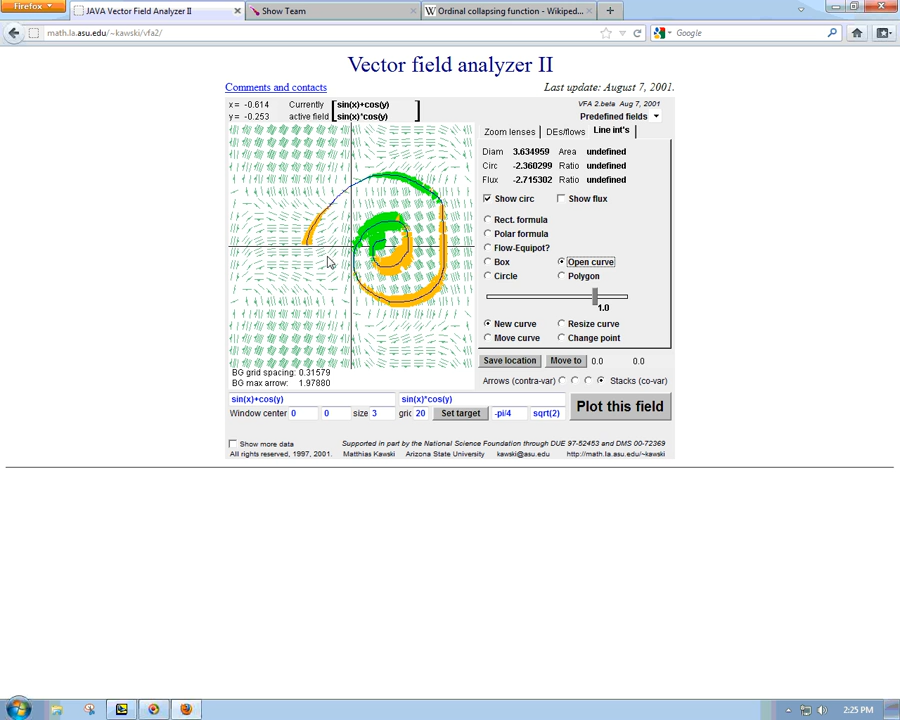 Firefox
JAVA Vector Field Analyzer II
Show Team
Ordinal collapsing function - Wikiped...
math.la.asu.edu/~kawski/vfa2/
Google
Vector field analyzer II
Comments and contacts
Last update: August 7, 2001.
x= -0.614 Currently sin(x)+cos(y)
y= -0.253 active field sin(x)*cos(y)
VFA 2.beta Aug 7, 2001
Predefined fields
Zoom lenses DEs/flows Line int's
Diam 3.634959 Area undefined
Circ -2.360299 Ratio undefined
Flux -2.715302 Ratio undefined
Show circ Show flux
Rect. formula
Polar formula
Flow-Equipot?
Box Open curve
Circle Polygon
1.0
New curve Resize curve
Move curve Change point
Save location Move to 0.0 0.0
BG grid spacing: 0.31579
BG max arrow: 1.97880
Arrows (contra-var) Stacks (co-var)
sin(x)+cos(y) sin(x)*cos(y)
Plot this field
Window center 0 0 size 3 grid 20 Set target -pi/4 sqrt(2)
Show more data
Supported in part by the National Science Foundation through DUE 97-52453 and DMS 00-72369
All rights reserved, 1997, 2001. Matthias Kawski Arizona State University kawski@asu.edu http://math.la.asu.edu/~kawski
2:25 PM